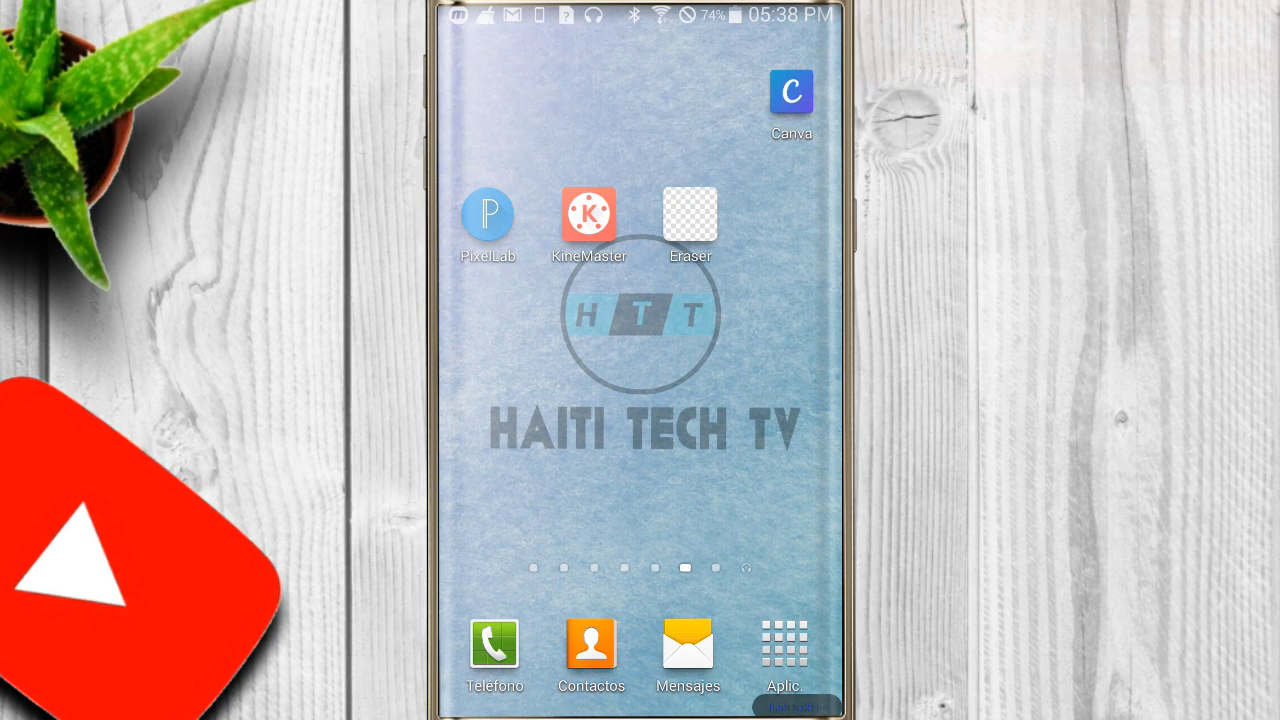 74% 05:38 PM
Canva
PixelLab
KineMaster
Eraser
H T T
HAITI TECH TV
Teléfono
Contactos
Mensajes
Aplic.